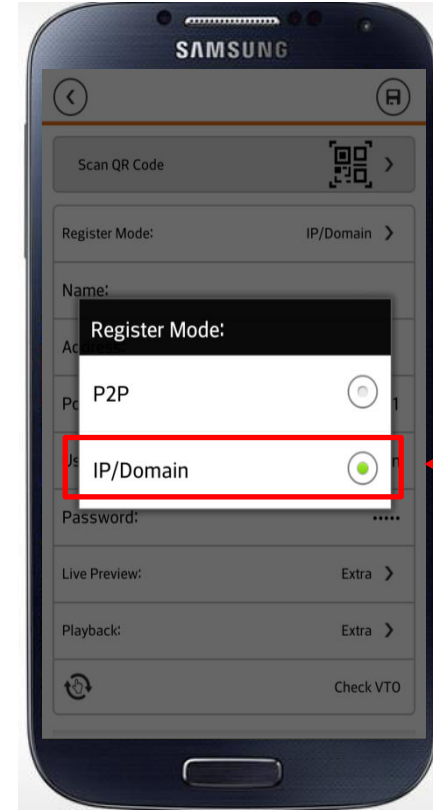 SAMSUNG
Scan QR Code
Register Mode: IP/Domain
Name:
Register Mode:
P2P
1
IP/Domain
n
Password: •••••
Live Preview: Extra
Playback: Extra
Check VTO